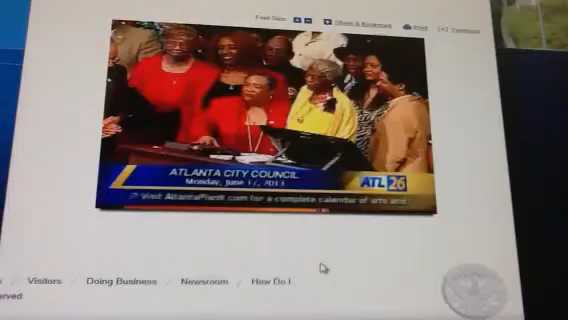 Font Size:
Share & Bookmark
Print
Feedback
ATLANTA CITY COUNCIL
Monday, June 17, 2013
ATL 26
Visit AtlantaPlanIt.com for a complete calendar of arts and
Visitors / Doing Business / Newsroom / How Do I...
erved.